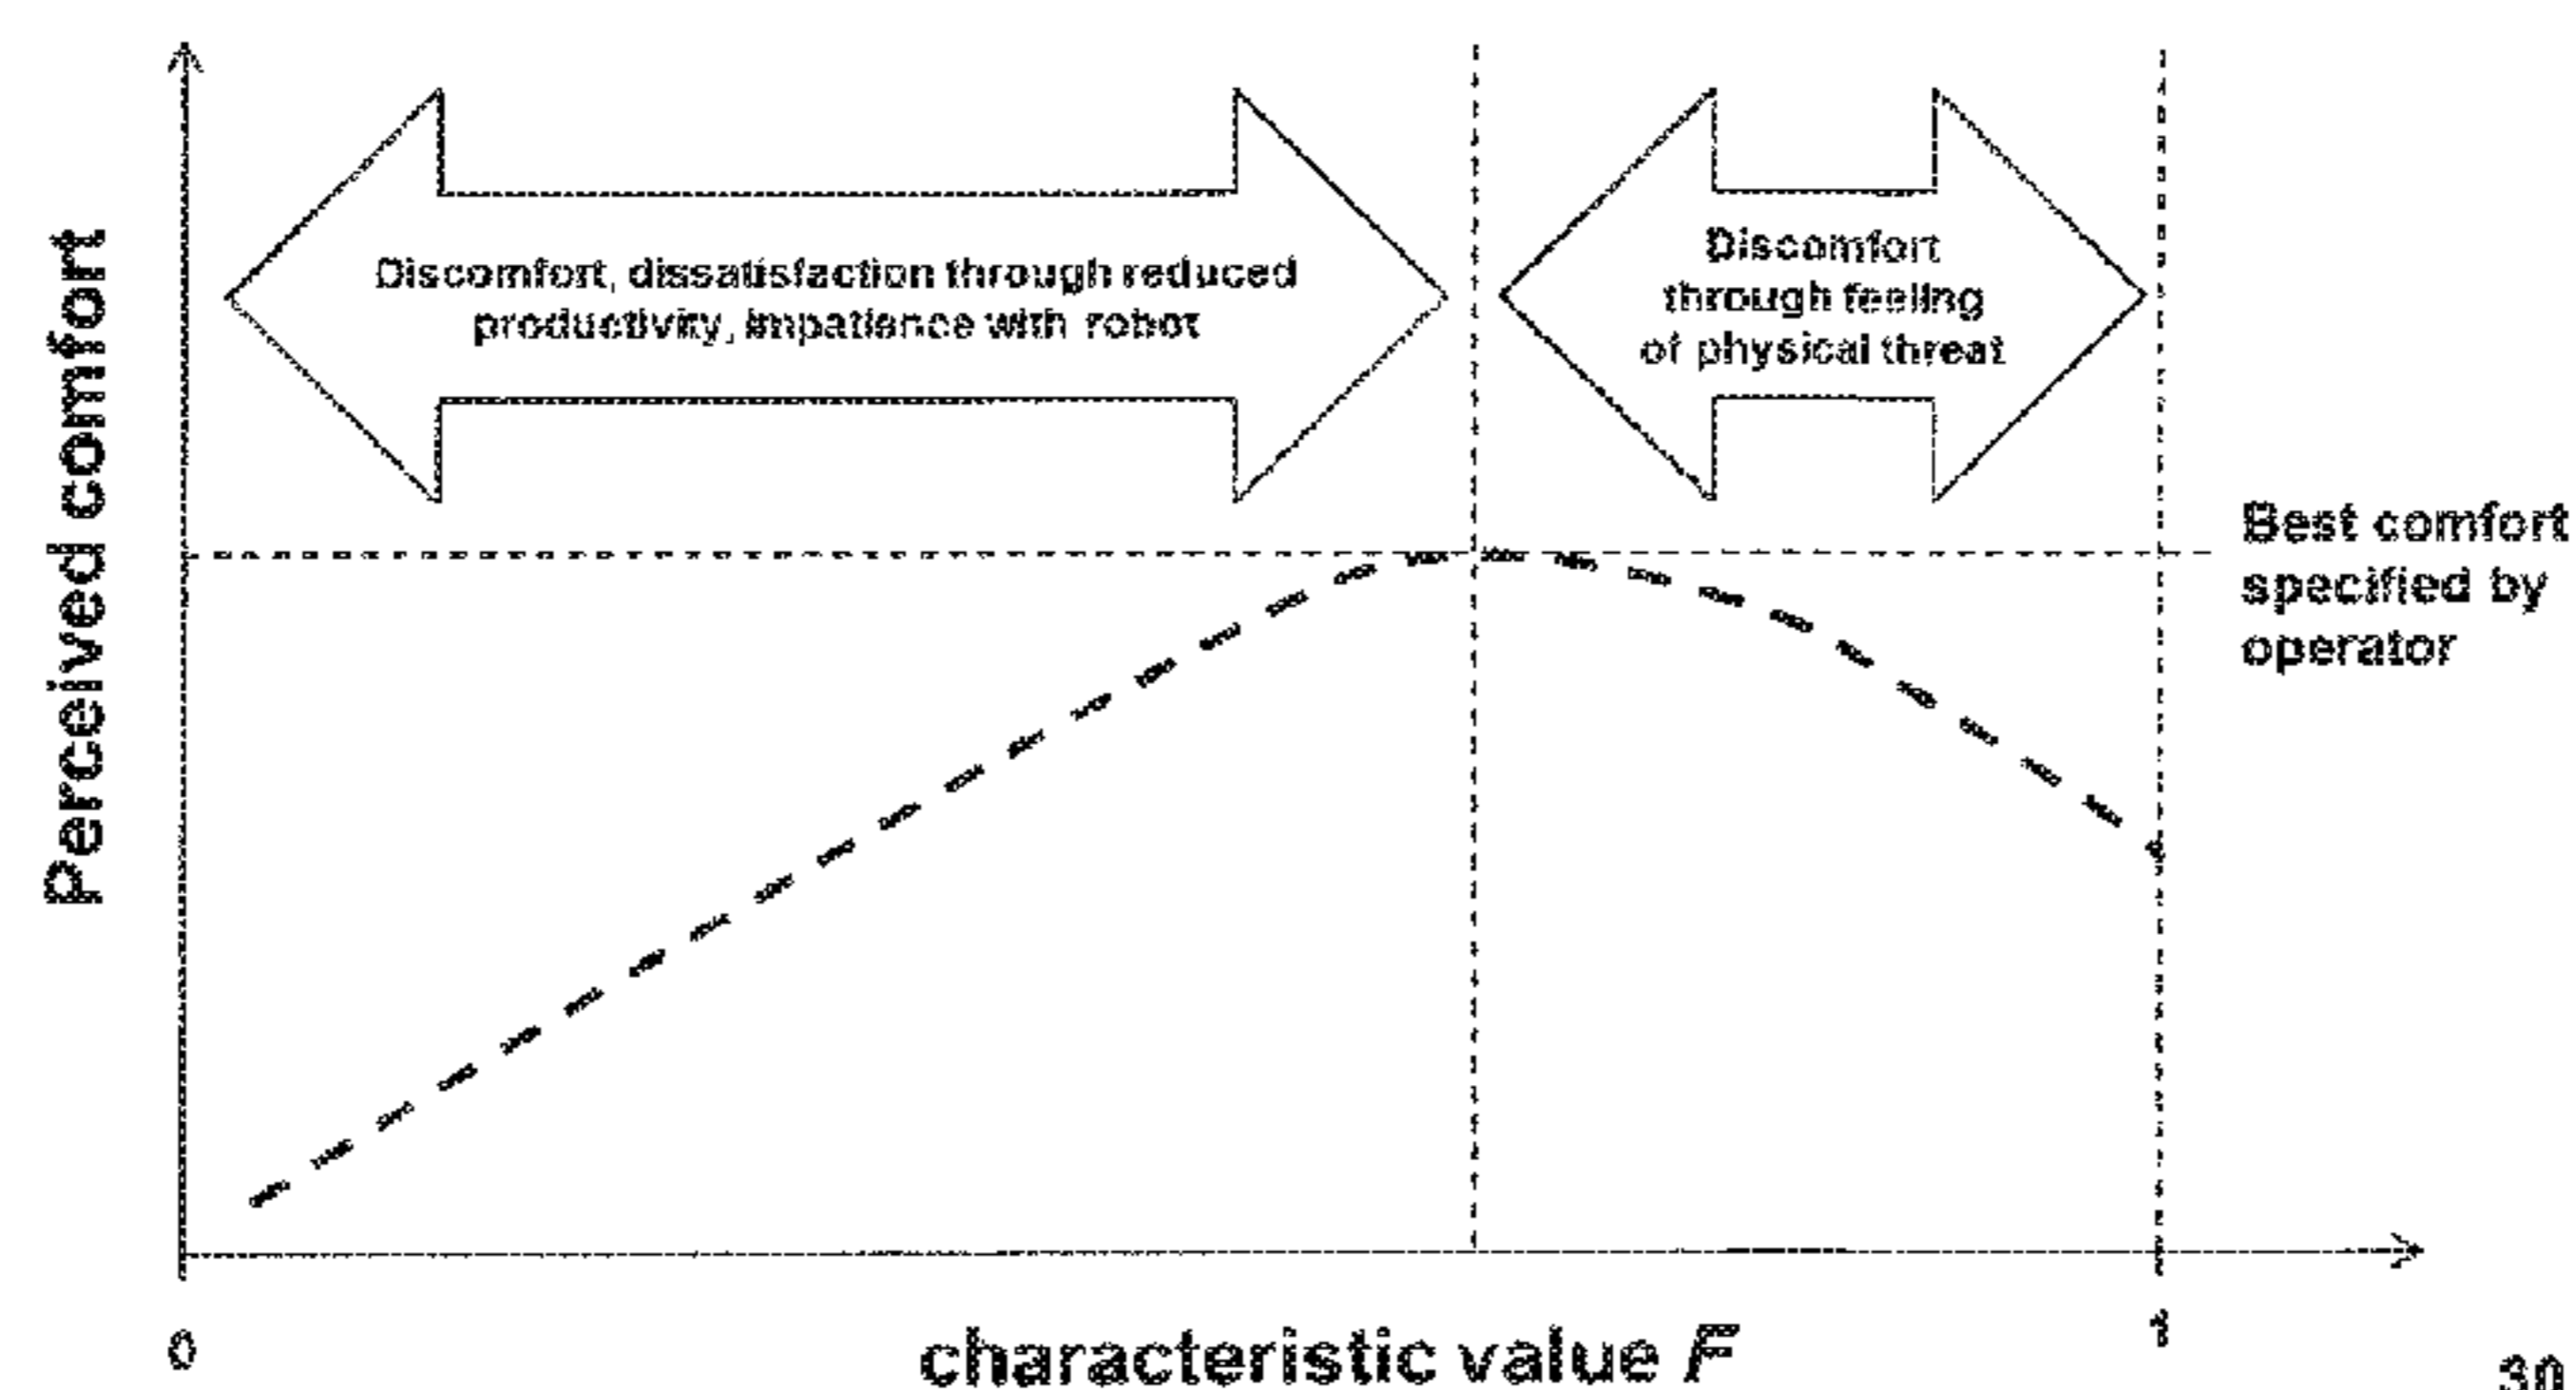 Perceived comfort
Discomfort, dissatisfaction through reduced
productivity, impatience with robot
Discomfort
through feeling
of physical threat
Best comfort
specified by
operator
0
characteristic value F
1
30